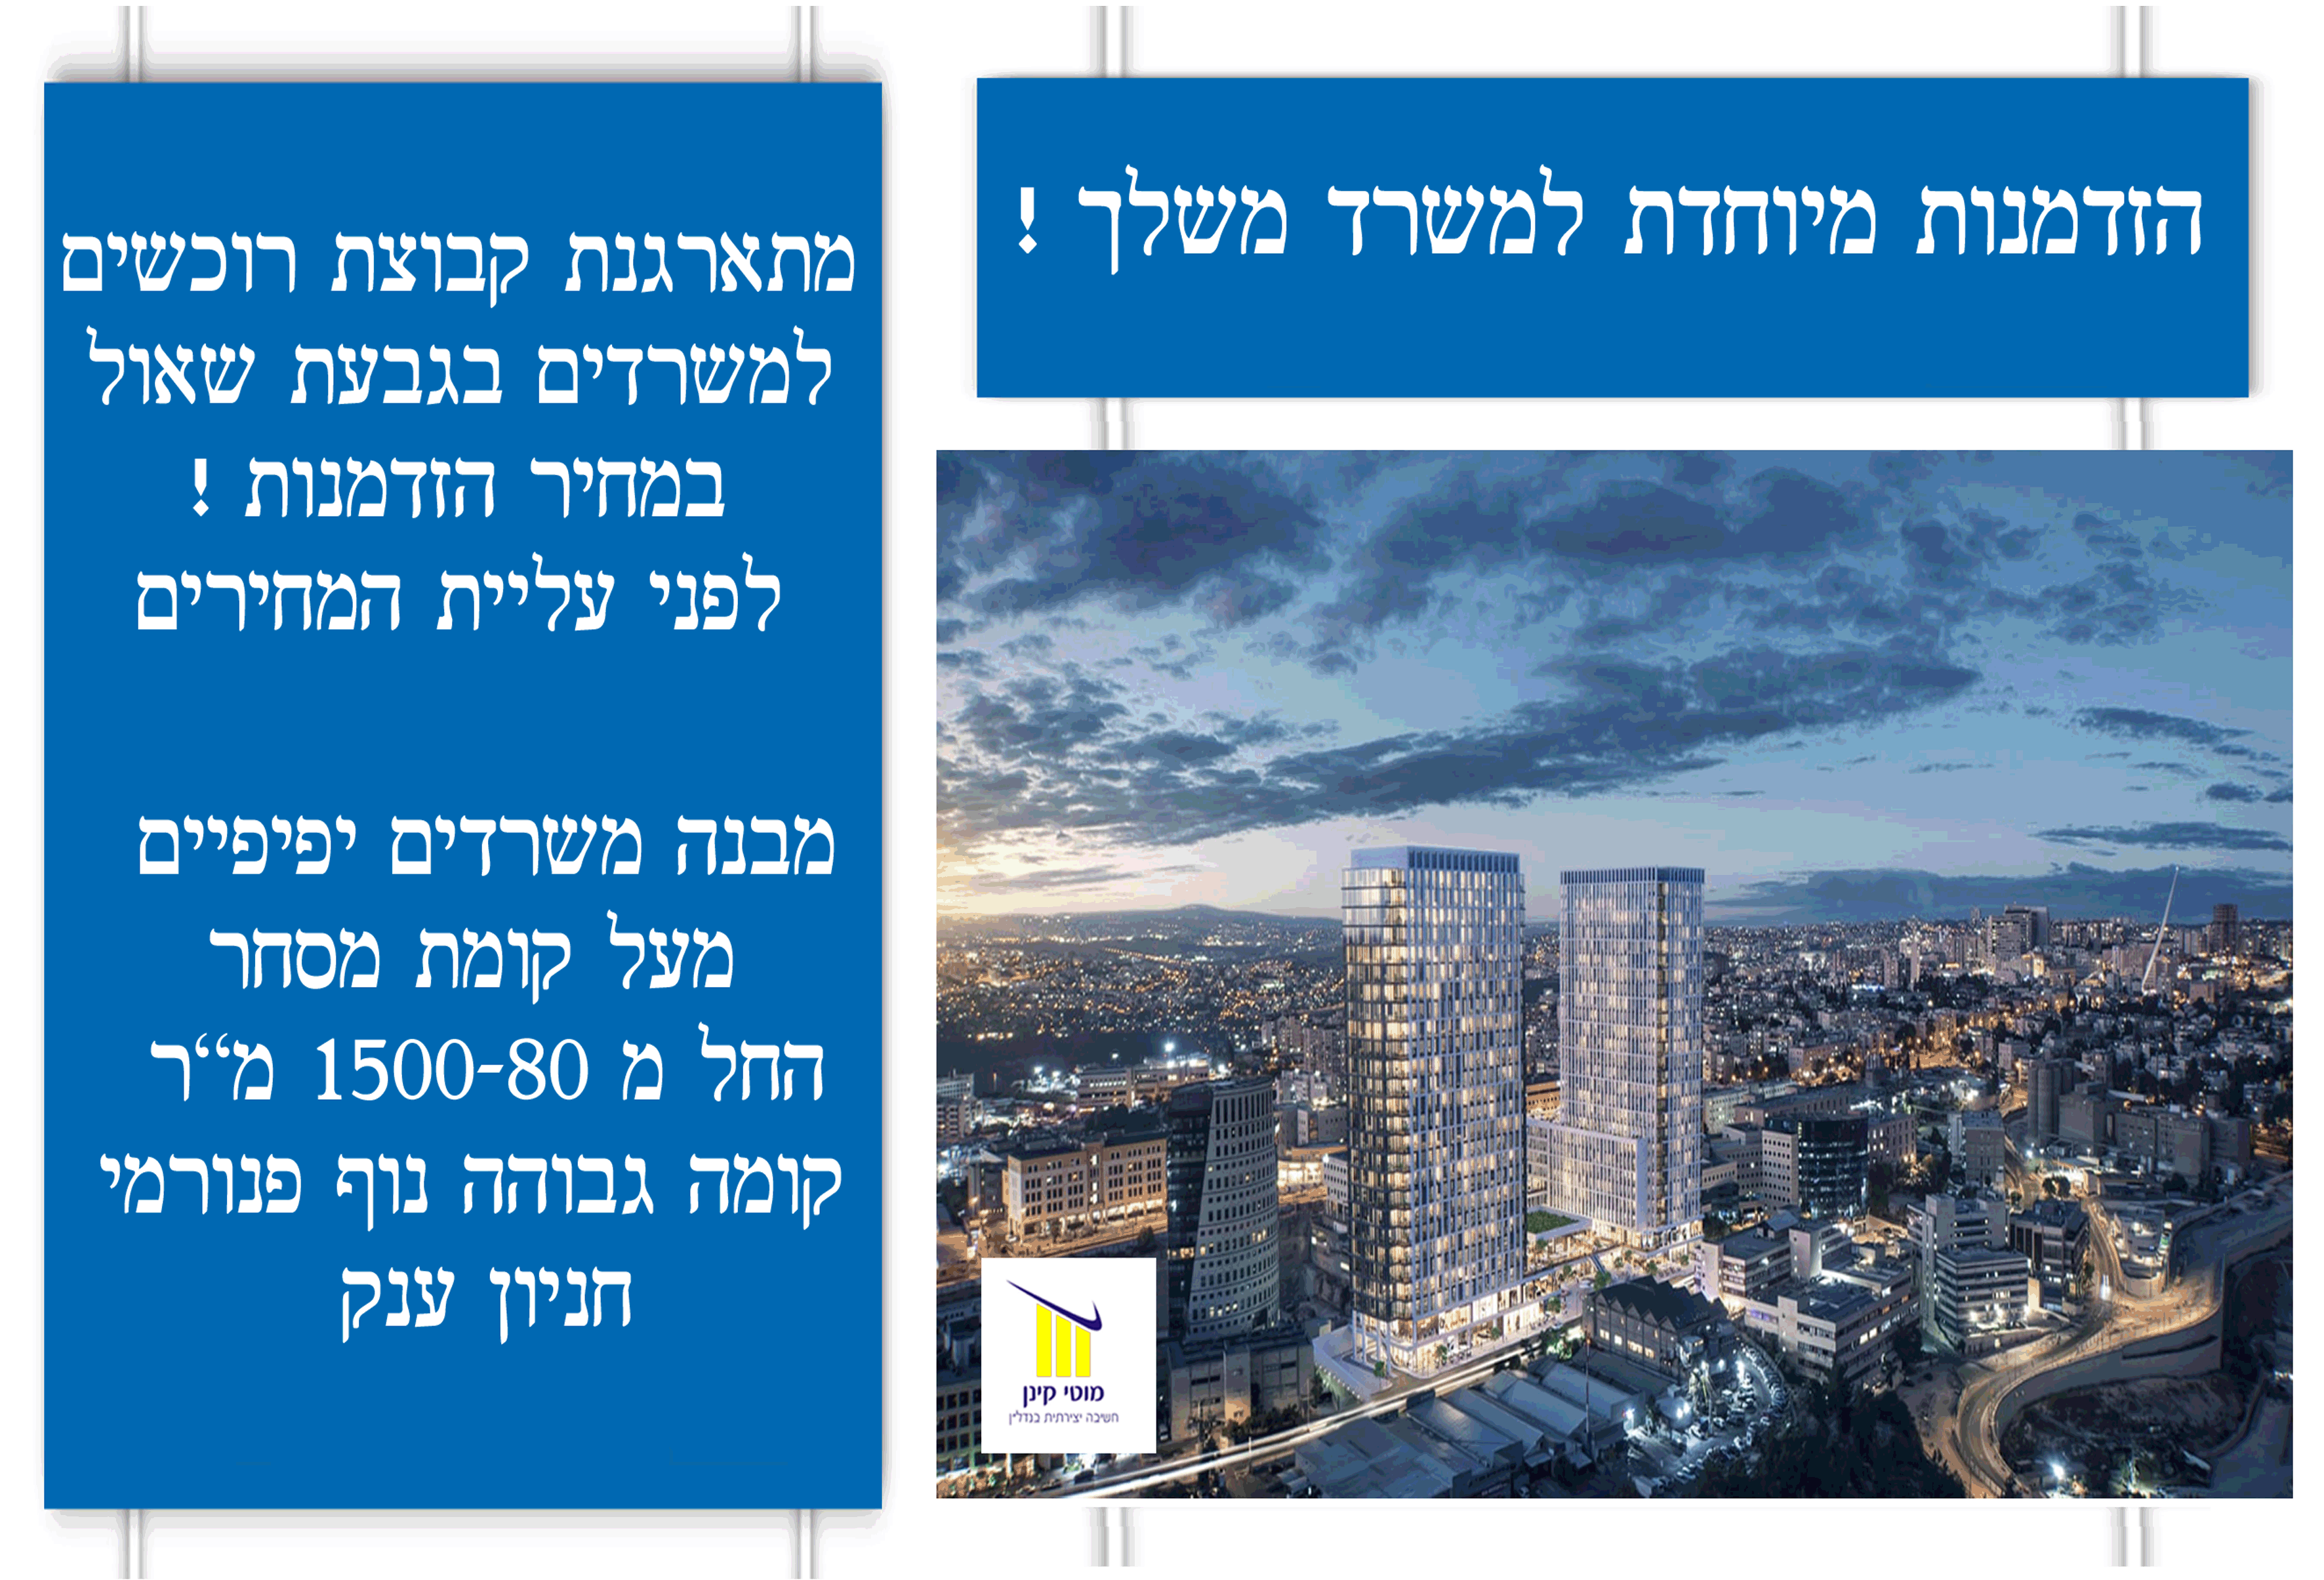 הזדמנות מיוחדת למשרד משלך !
מתארגנת קבוצת רוכשים
למשרדים בגבעת שאול
במחיר הזדמנות !
לפני עליית המחירים
מבנה משרדים יפיפיים
מעל קומת מסחר
החל מ 1500-80 מ“ר
קומה גבוהה נוף פנורמי
חניון ענק
מוטי קינן
חשיבה יצירתית בנדל"ן